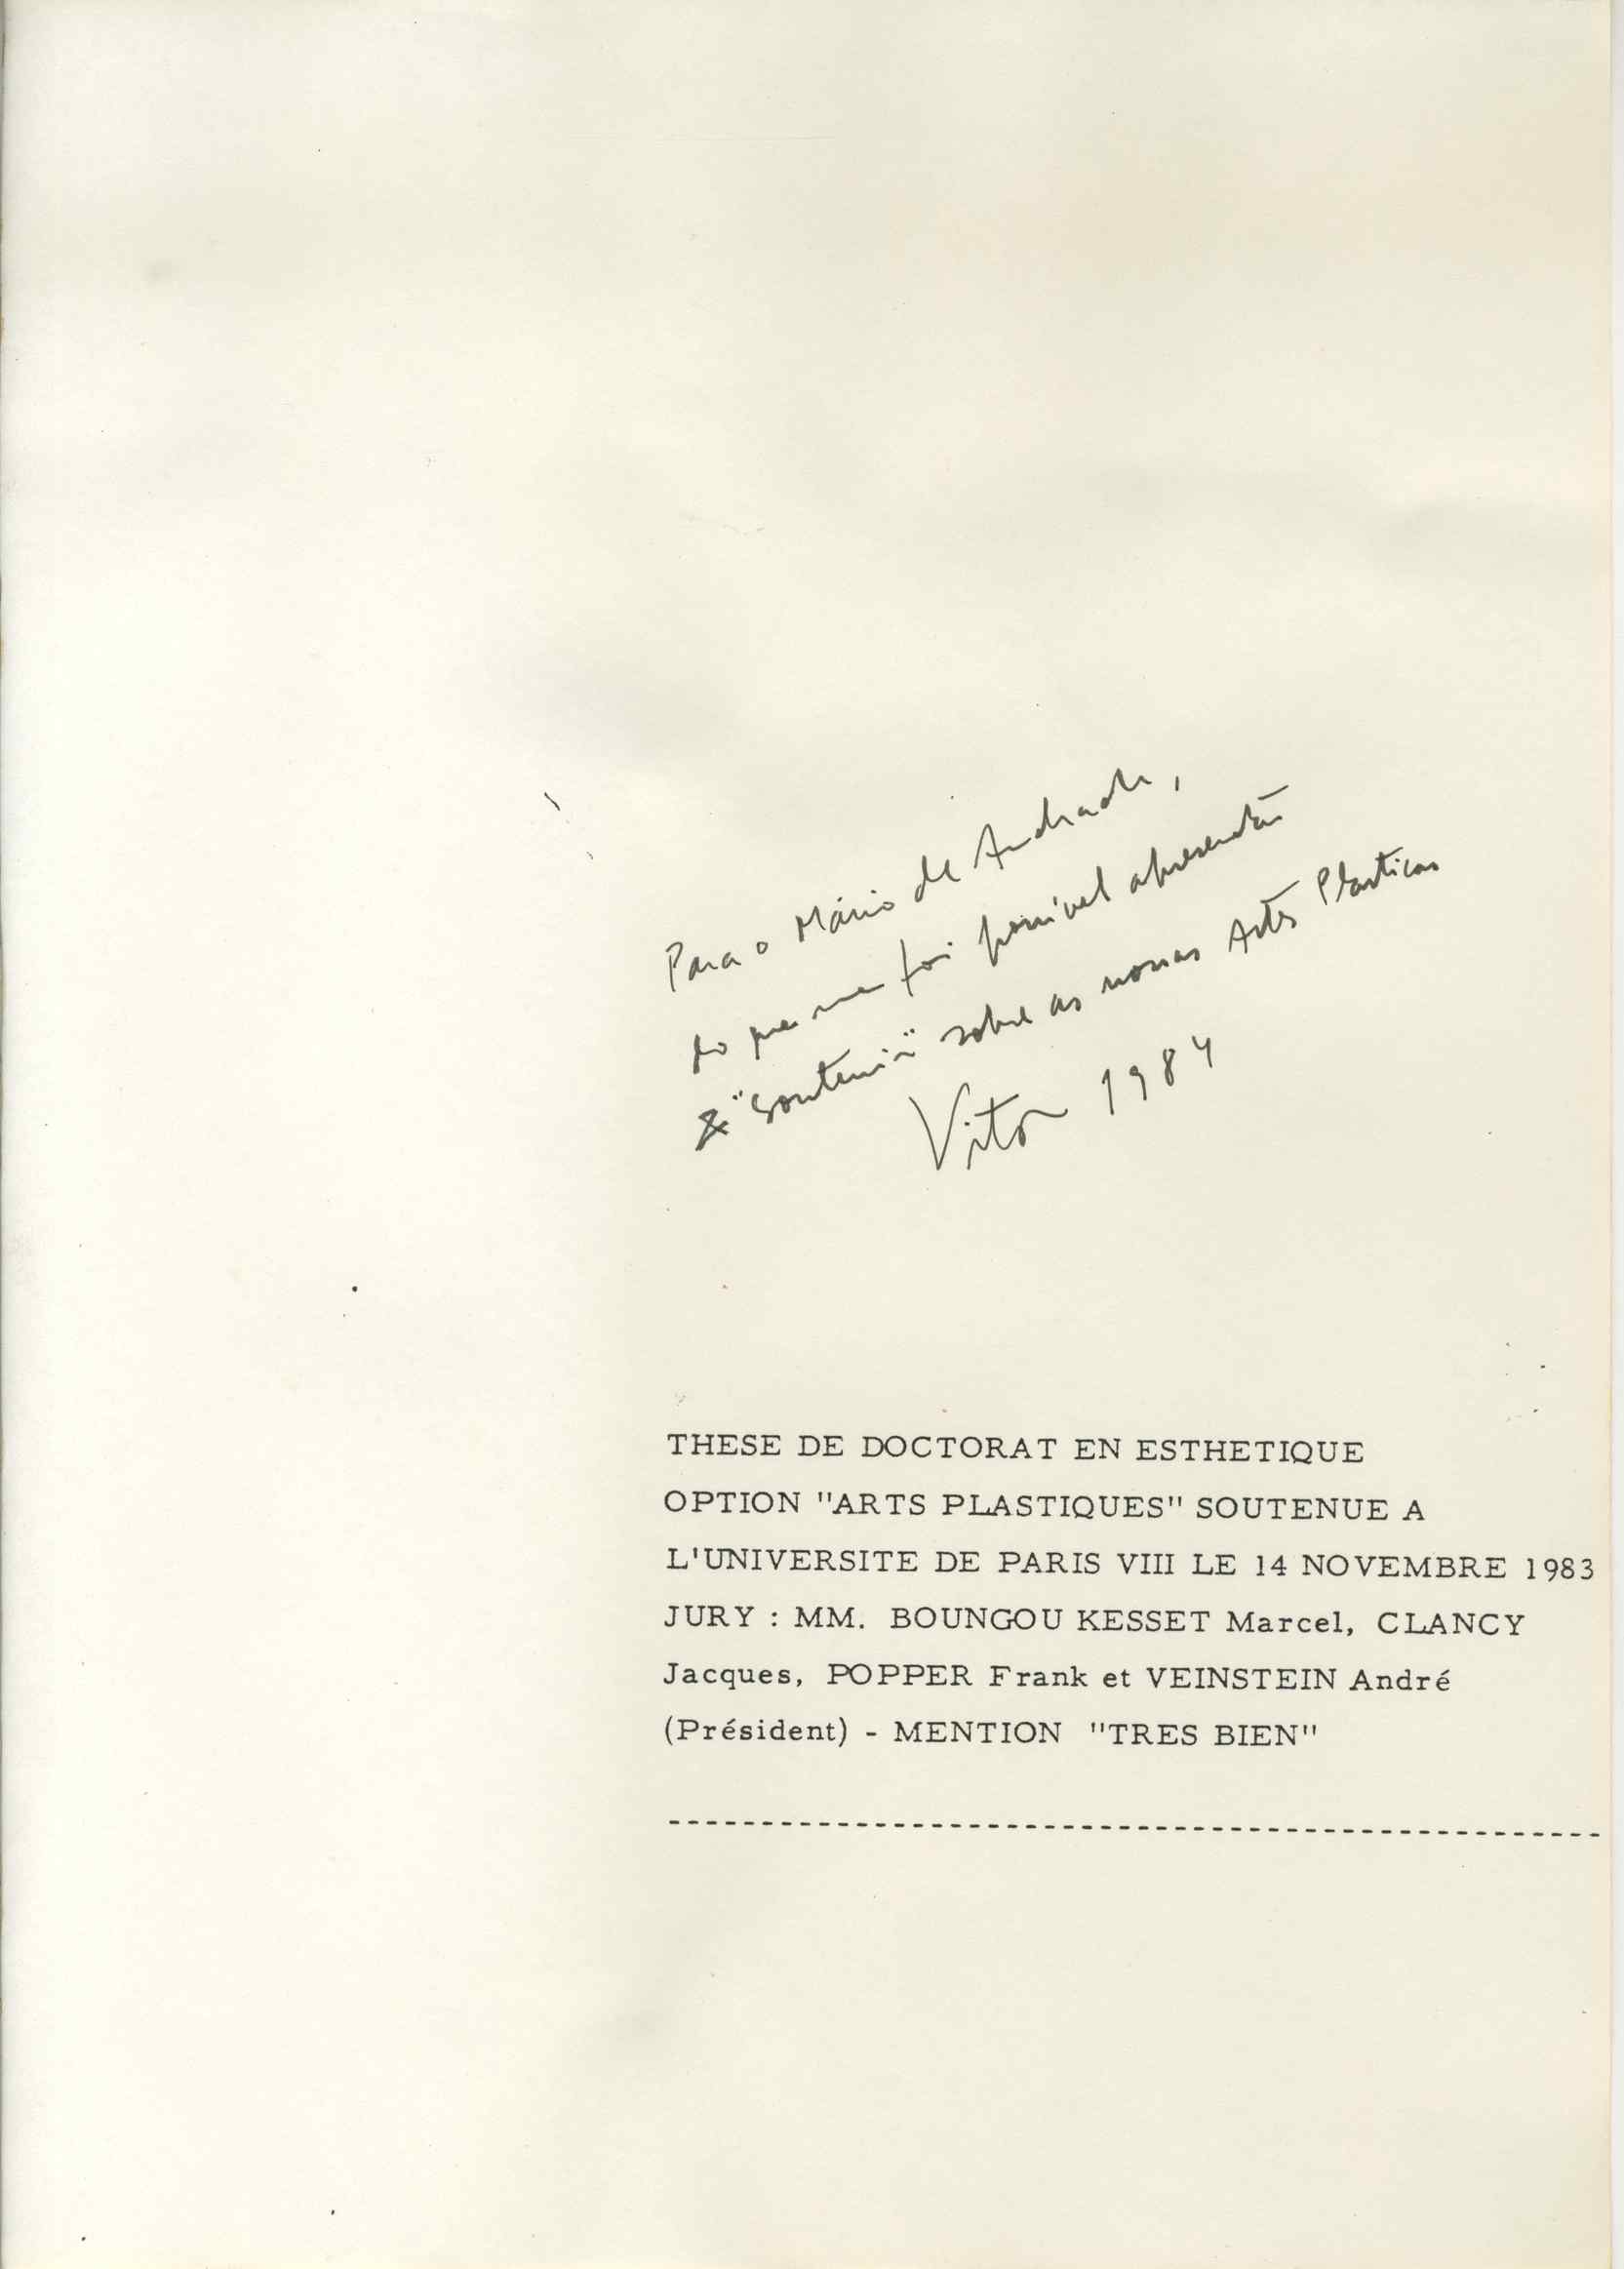 Para o Mário de Andrade,
do que me foi possível apresentar
& "soutenir" sobre as nossas Artes Plasticas
Vitor 1984
THESE DE DOCTORAT EN ESTHETIQUE
OPTION "ARTS PLASTIQUES" SOUTENUE A
L'UNIVERSITE DE PARIS VIII LE 14 NOVEMBRE 1983
JURY : MM. BOUNGOU KESSET Marcel, CLANCY
Jacques, POPPER Frank et VEINSTEIN André
(Président) - MENTION "TRES BIEN"